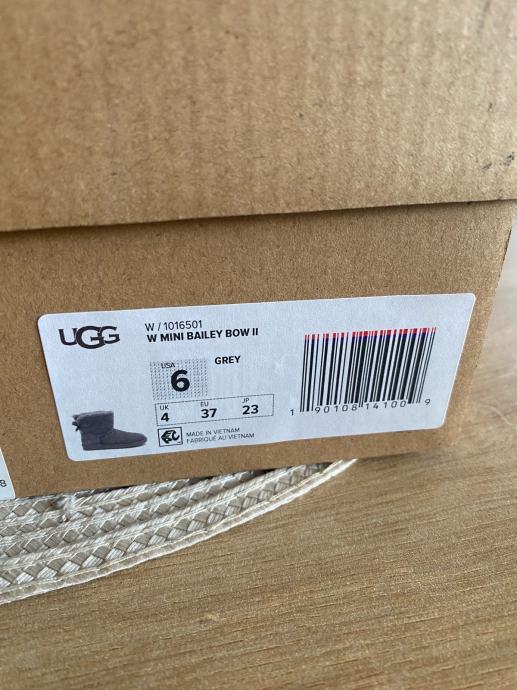 UGG
W / 1016501
W MINI BAILEY BOW II
GREY
USA
6
UK
4
EU
37
JP
23
MADE IN VIETNAM
FABRIQUÉ AU VIETNAM
1 90108 14100 9
8